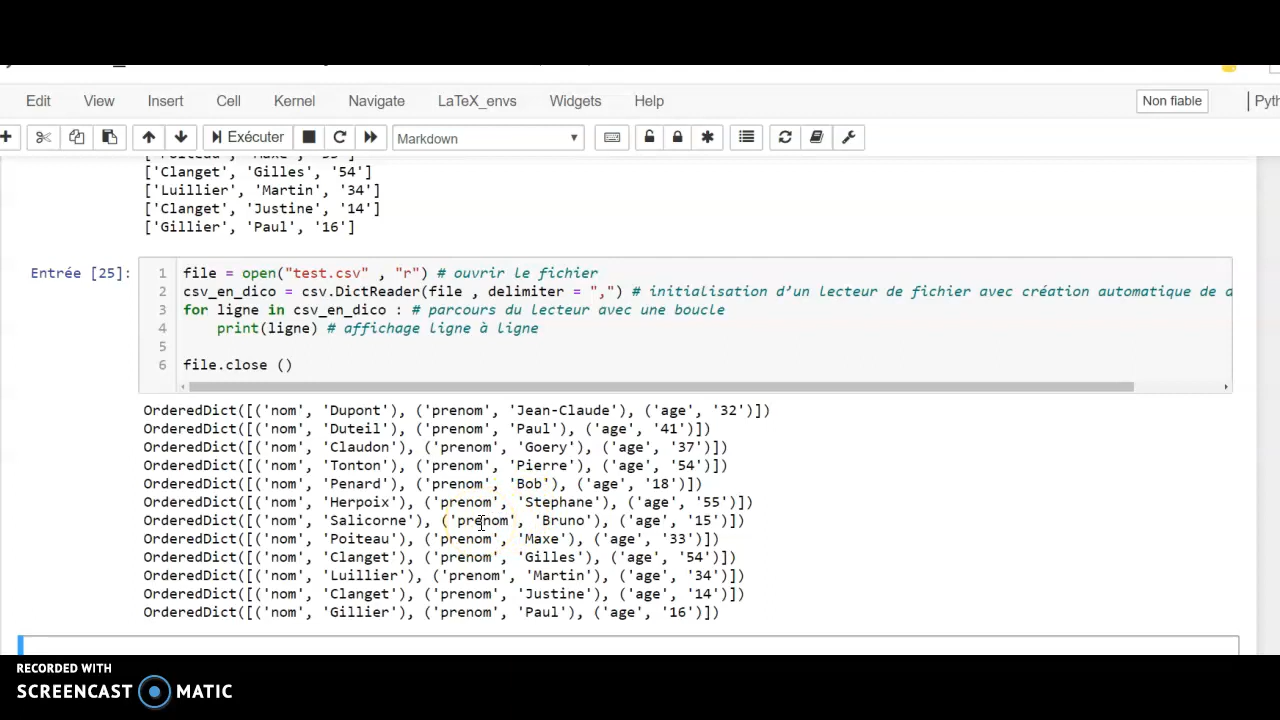 Edit View Insert Cell Kernel Navigate LaTeX_envs Widgets Help Non fiable
Exécuter Markdown
['Clanget', 'Gilles', '54']
['Luillier', 'Martin', '34']
['Clanget', 'Justine', '14']
['Gillier', 'Paul', '16']
Entrée [25]: 1 file = open("test.csv" , "r") # ouvrir le fichier
2 csv_en_dico = csv.DictReader(file , delimiter = ",") # initialisation d'un lecteur de fichier avec création automatique de
3 for ligne in csv_en_dico : # parcours du lecteur avec une boucle
4 print(ligne) # affichage ligne à ligne
5
6 file.close ()
OrderedDict([('nom', 'Dupont'), ('prenom', 'Jean-Claude'), ('age', '32')])
OrderedDict([('nom', 'Duteil'), ('prenom', 'Paul'), ('age', '41')])
OrderedDict([('nom', 'Claudon'), ('prenom', 'Goery'), ('age', '37')])
OrderedDict([('nom', 'Tonton'), ('prenom', 'Pierre'), ('age', '54')])
OrderedDict([('nom', 'Penard'), ('prenom', 'Bob'), ('age', '18')])
OrderedDict([('nom', 'Herpoix'), ('prenom', 'Stephane'), ('age', '55')])
OrderedDict([('nom', 'Salicorne'), ('prenom', 'Bruno'), ('age', '15')])
OrderedDict([('nom', 'Poiteau'), ('prenom', 'Maxe'), ('age', '33')])
OrderedDict([('nom', 'Clanget'), ('prenom', 'Gilles'), ('age', '54')])
OrderedDict([('nom', 'Luillier'), ('prenom', 'Martin'), ('age', '34')])
OrderedDict([('nom', 'Clanget'), ('prenom', 'Justine'), ('age', '14')])
OrderedDict([('nom', 'Gillier'), ('prenom', 'Paul'), ('age', '16')])
RECORDED WITH
SCREENCAST MATIC